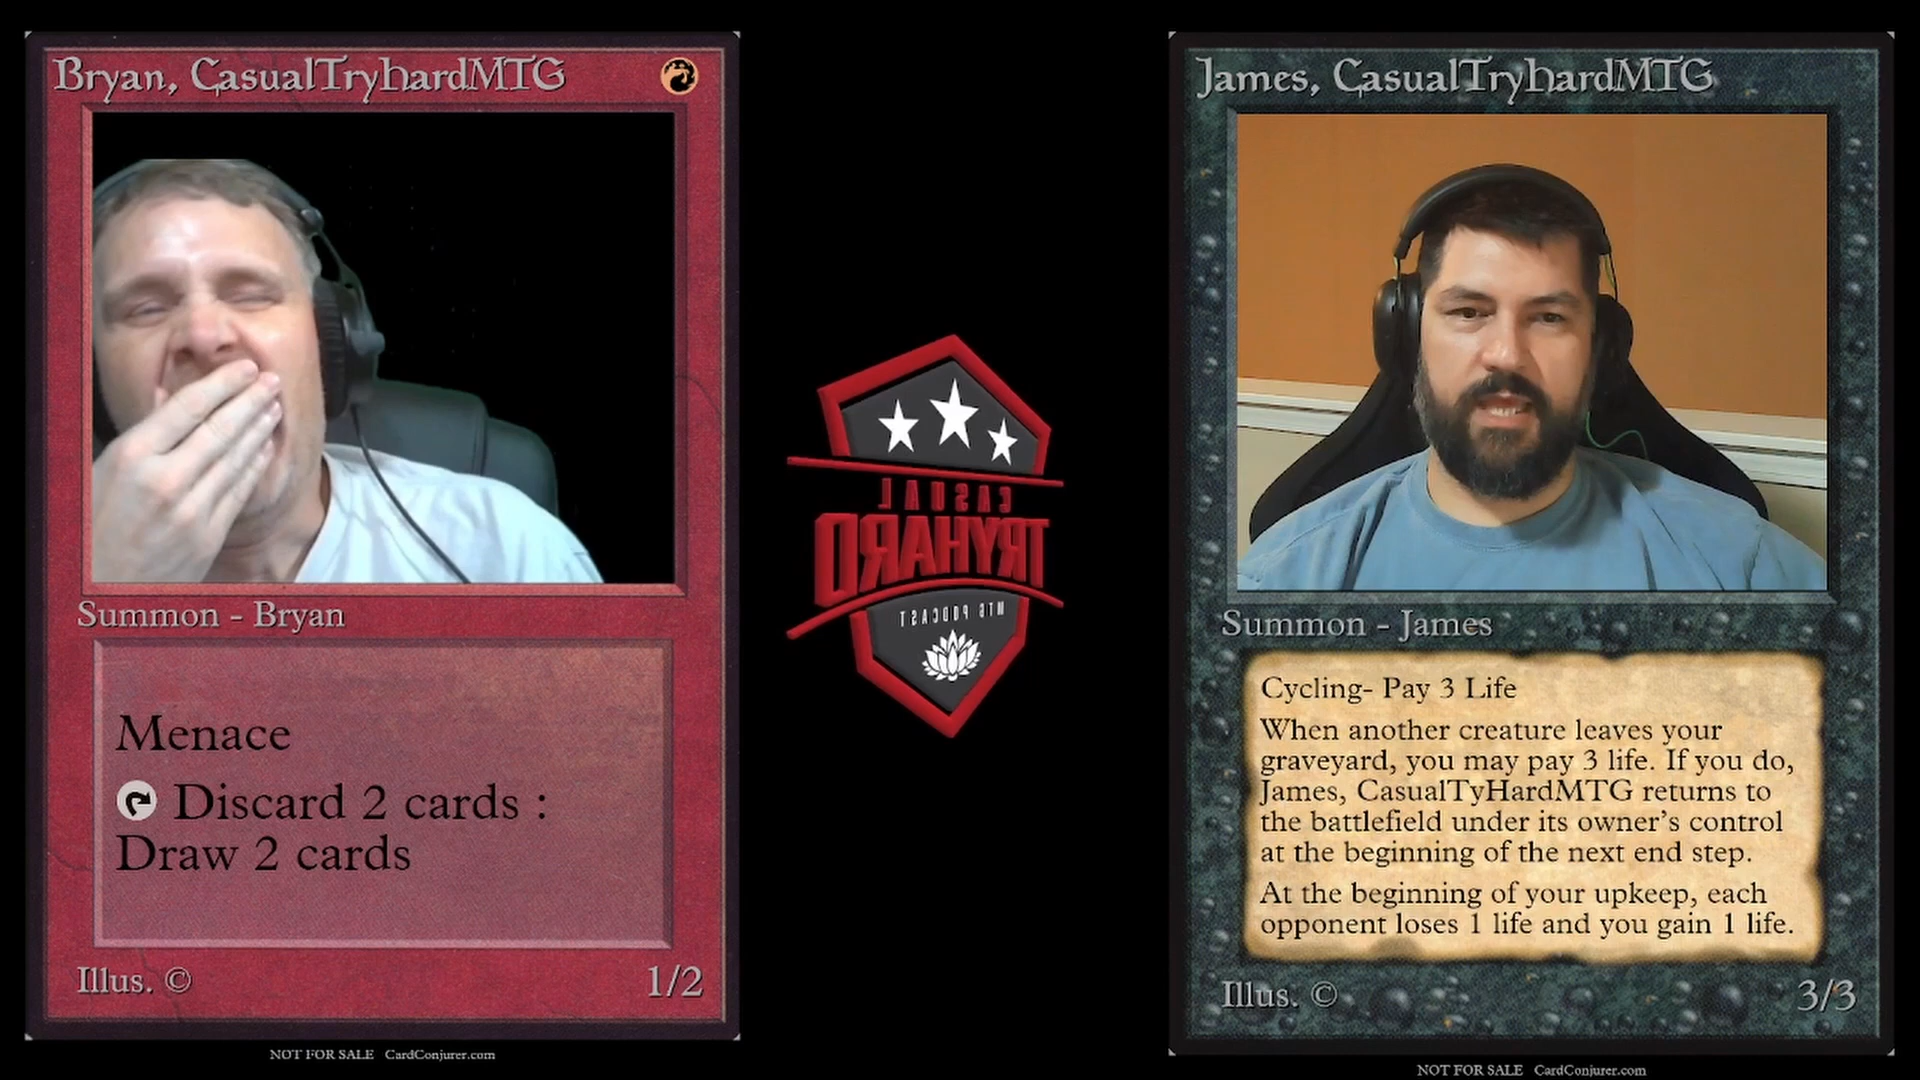 Bryan, CasualTryhardMTG
Summon - Bryan
Menace
Discard 2 cards :
Draw 2 cards
Illus. ©
1/2
NOT FOR SALE CardConjurer.com
CASUAL
TRYHARD
MTG PODCAST
James, CasualTryhardMTG
Summon - James
Cycling- Pay 3 Life
When another creature leaves your
graveyard, you may pay 3 life. If you do,
James, CasualTyHardMTG returns to
the battlefield under its owner's control
at the beginning of the next end step.
At the beginning of your upkeep, each
opponent loses 1 life and you gain 1 life.
Illus. ©
3/3
NOT FOR SALE CardConjurer.com